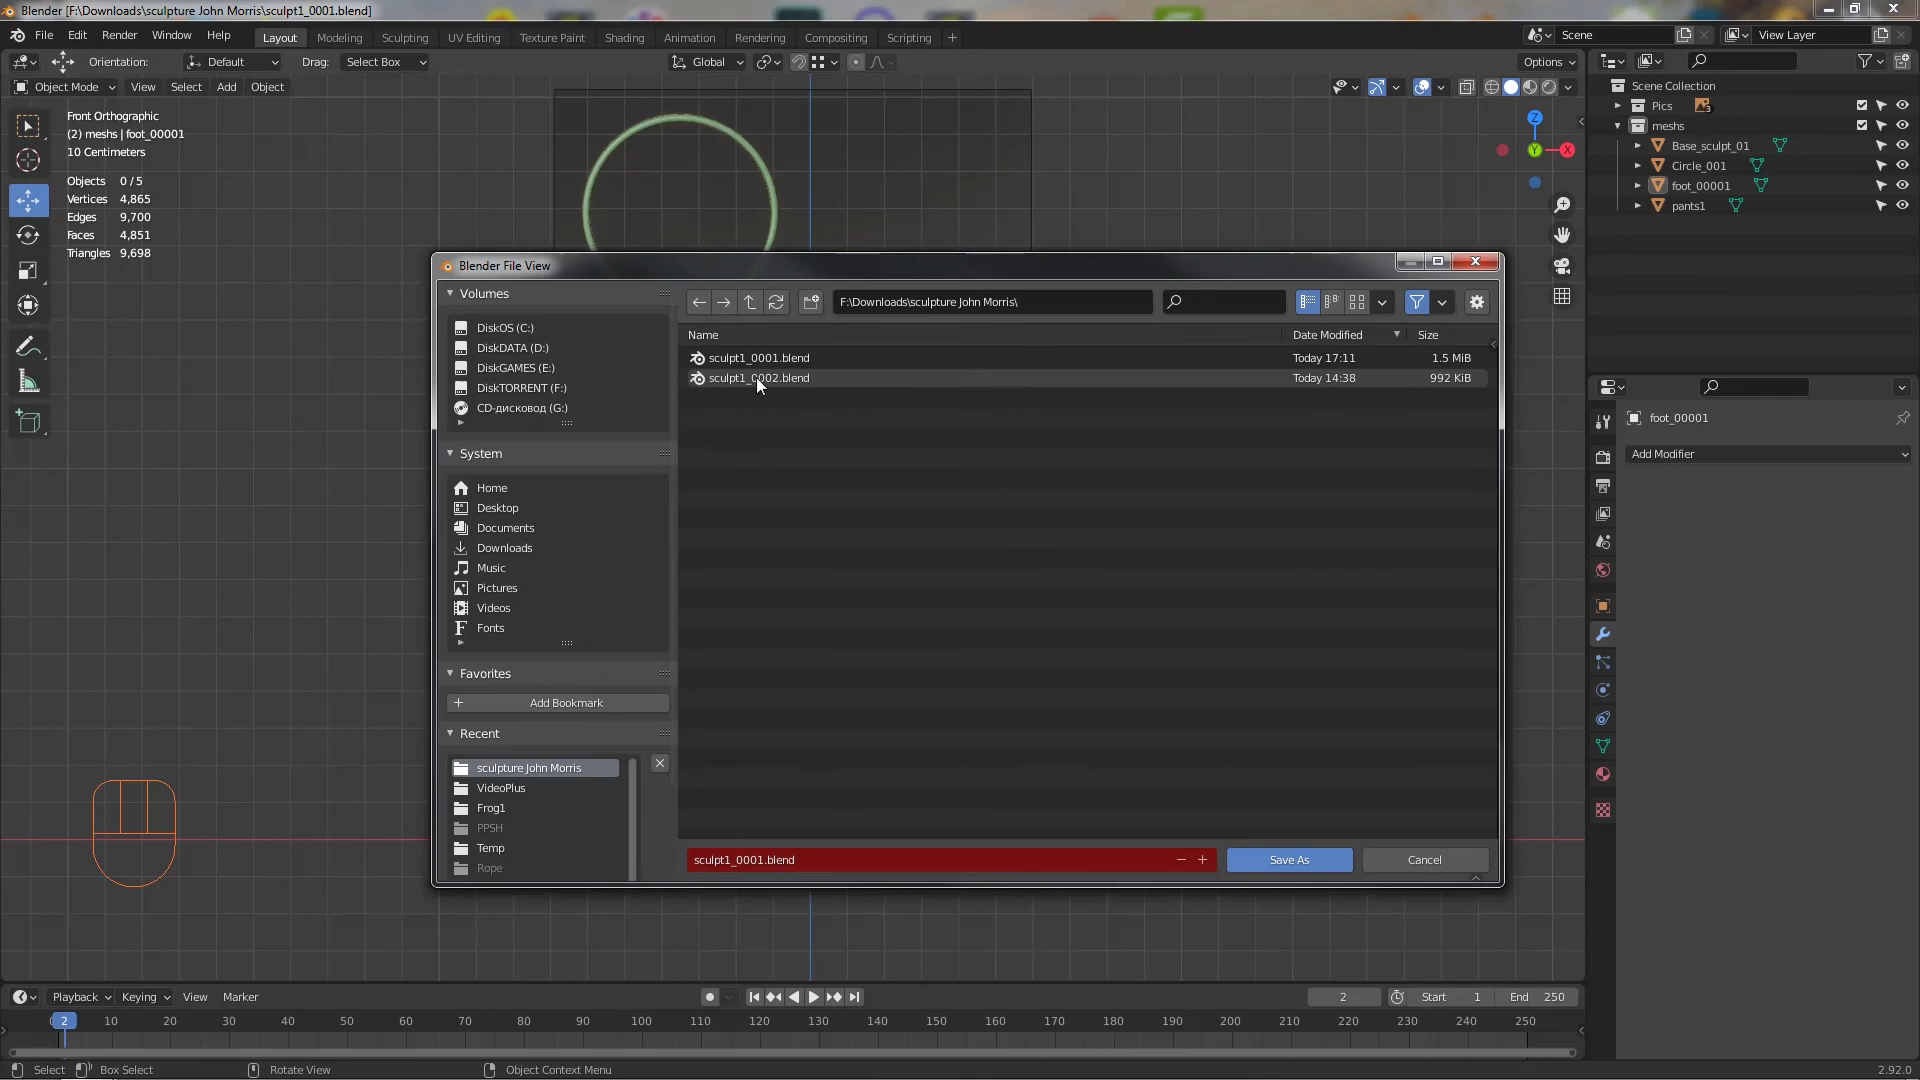 Blender [F:\Downloads\sculpture John Morris\sculpt1_0001.blend]
File Edit Render Window Help
Layout Modeling Sculpting UV Editing Texture Paint Shading Animation Rendering Compositing Scripting +
Scene View Layer
Orientation: Default Drag: Select Box Global Options
Object Mode View Select Add Object
Front Orthographic
(2) meshs | foot_00001
10 Centimeters
Objects 0 / 5
Vertices 4,865
Edges 9,700
Faces 4,851
Triangles 9,698
Z
Y
X
Scene Collection
Pics 3
meshs
Base_sculpt_01
Circle_001
foot_00001
pants1
foot_00001
Add Modifier
Blender File View
Volumes
DiskOS (C:)
DiskDATA (D:)
DiskGAMES (E:)
DiskTORRENT (F:)
CD-дисковод (G:)
System
Home
Desktop
Documents
Downloads
Music
Pictures
Videos
Fonts
Favorites
Add Bookmark
Recent
sculpture John Morris
VideoPlus
Frog1
PPSH
Temp
Rope
F:\Downloads\sculpture John Morris\
Name Date Modified Size
sculpt1_0001.blend Today 17:11 1.5 MiB
sculpt1_0002.blend Today 14:38 992 KiB
sculpt1_0001.blend Save As Cancel
Playback Keying View Marker 2 Start 1 End 250
2 10 20 30 40 50 60 70 80 90 100 110 120 130 140 150 160 170 180 190 200 210 220 230 240 250
Select Box Select Rotate View Object Context Menu 2.92.0